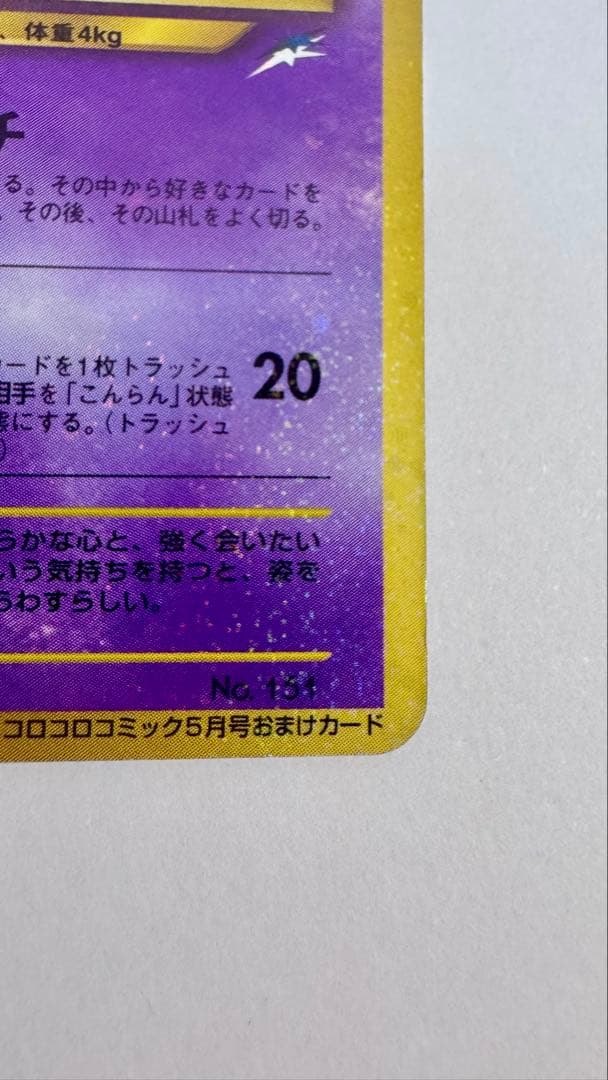 、体重4kg
チ
る。その中から好きなカードを
、その後、その山札をよく切る。
カードを1枚トラッシュ
相手を「こんらん」状態
態にする。(トラッシュ
)
20
らかな心と、強く会いたい
いう気持ちを持つと、姿を
らわすらしい。
No. 151
コロコロコミック5月号おまけカード